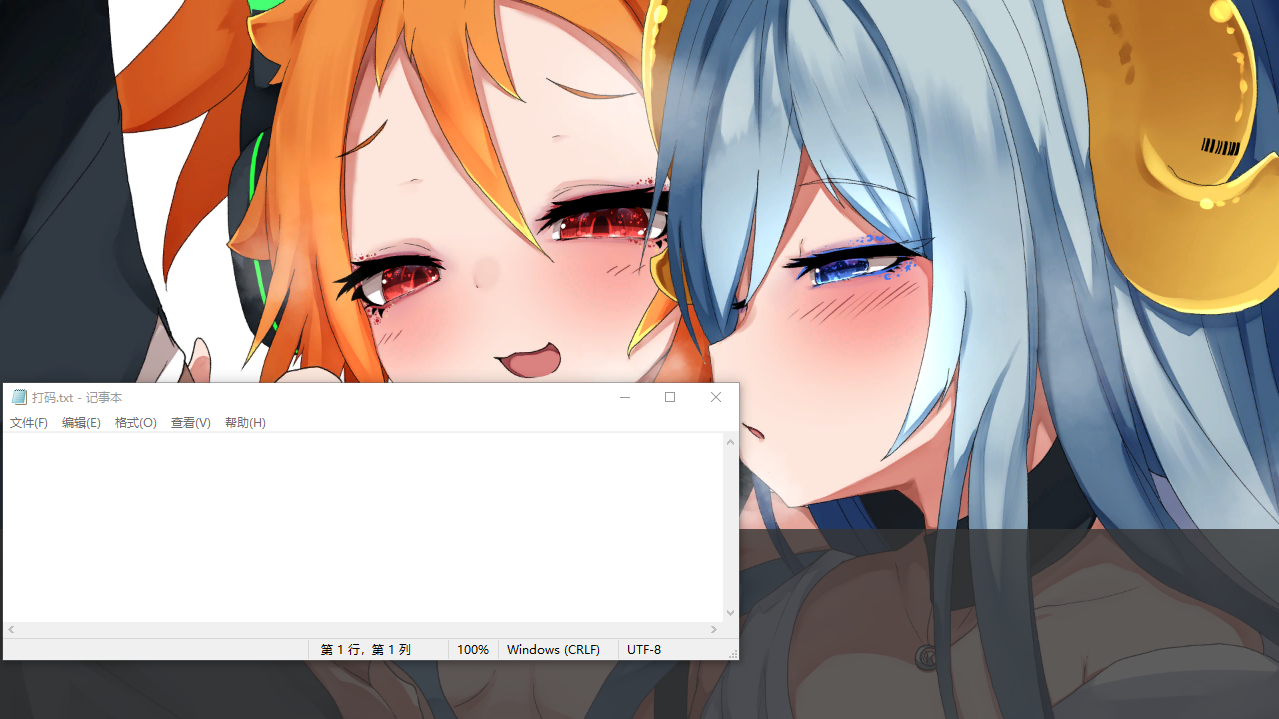 打码.txt - 记事本
文件(F) 编辑(E) 格式(O) 查看(V) 帮助(H)
第 1 行，第 1 列 100% Windows (CRLF) UTF-8